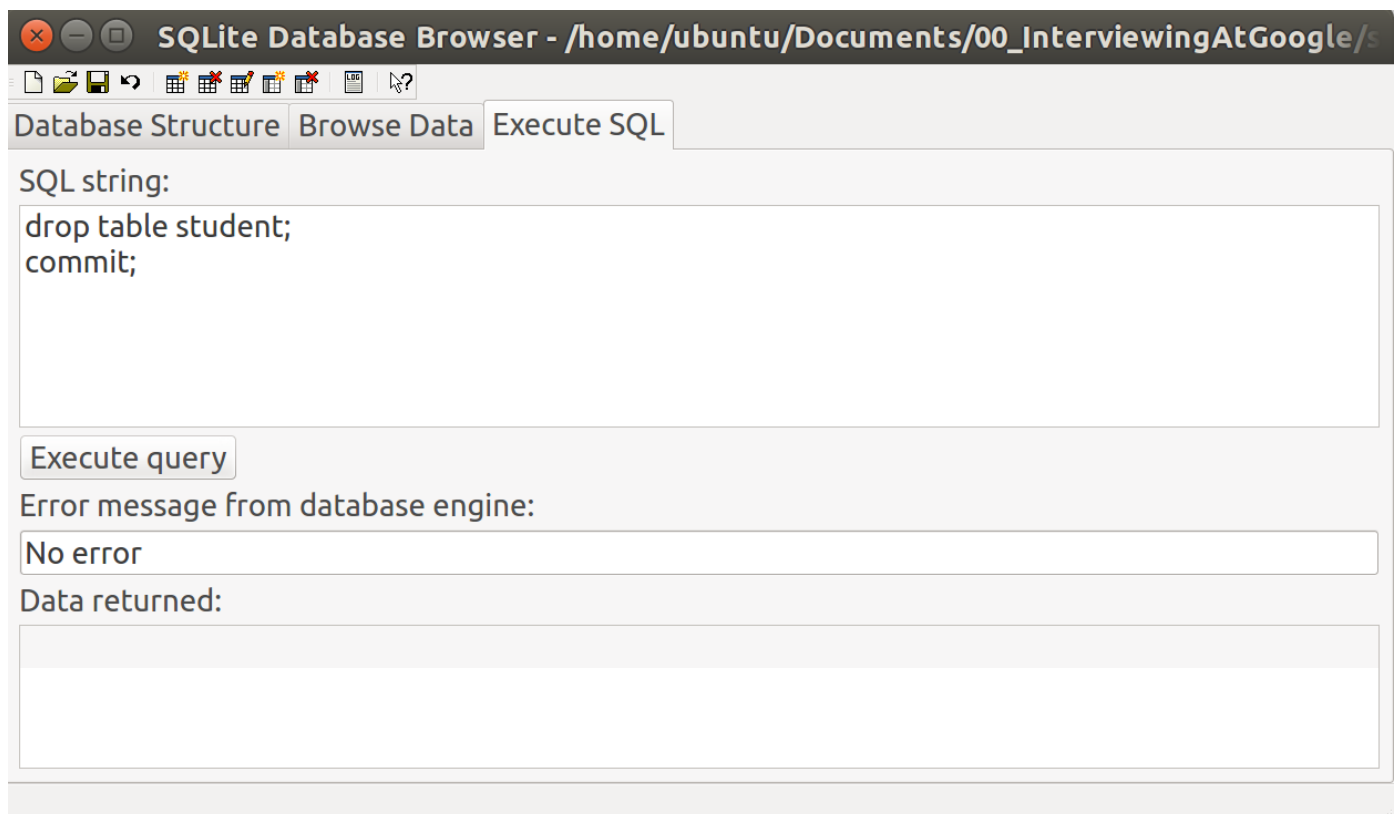 SQLite Database Browser - /home/ubuntu/Documents/00_InterviewingAtGoogle/s
LOG
Database Structure Browse Data Execute SQL
SQL string:
drop table student;
commit;
Execute query
Error message from database engine:
No error
Data returned: